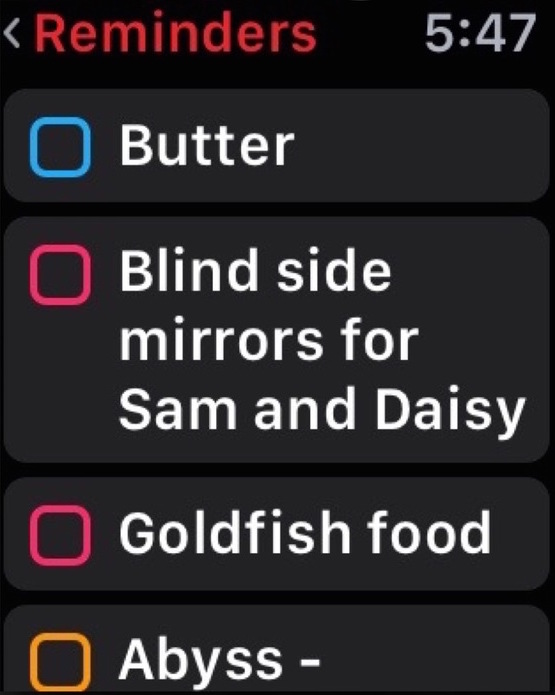 Reminders 5:47
Butter
Blind side
mirrors for
Sam and Daisy
Goldfish food
Abyss -